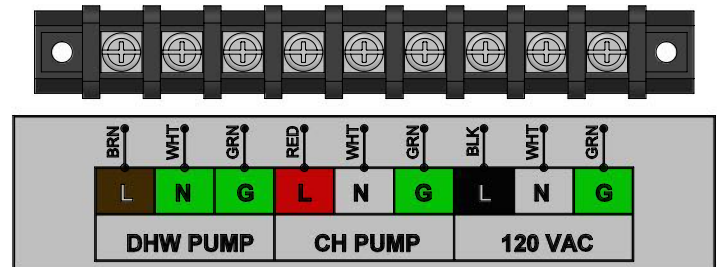 BRN WHT GRN RED WHT GRN BLK WHT GRN
L N G L N G L N G
DHW PUMP CH PUMP 120 VAC